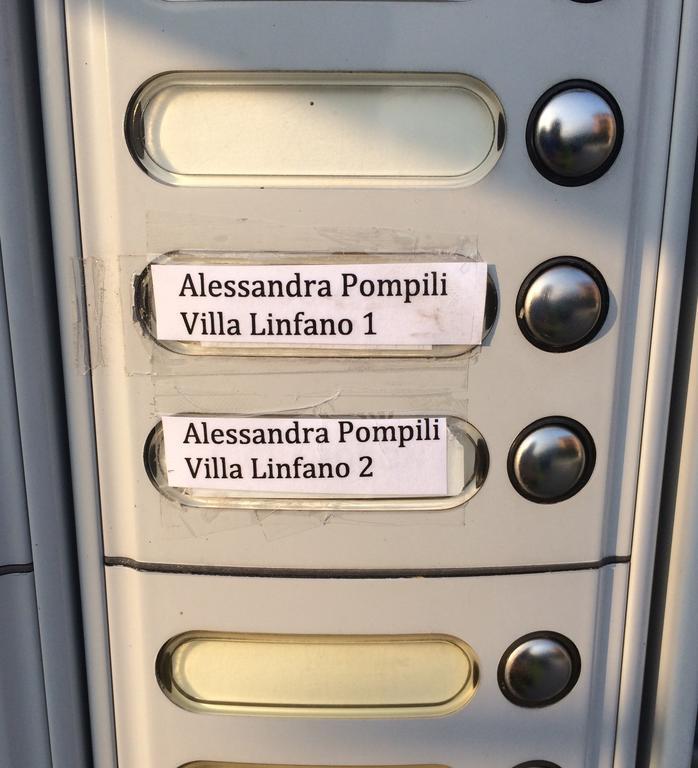 Alessandra Pompili
Villa Linfano 1
Alessandra Pompili
Villa Linfano 2